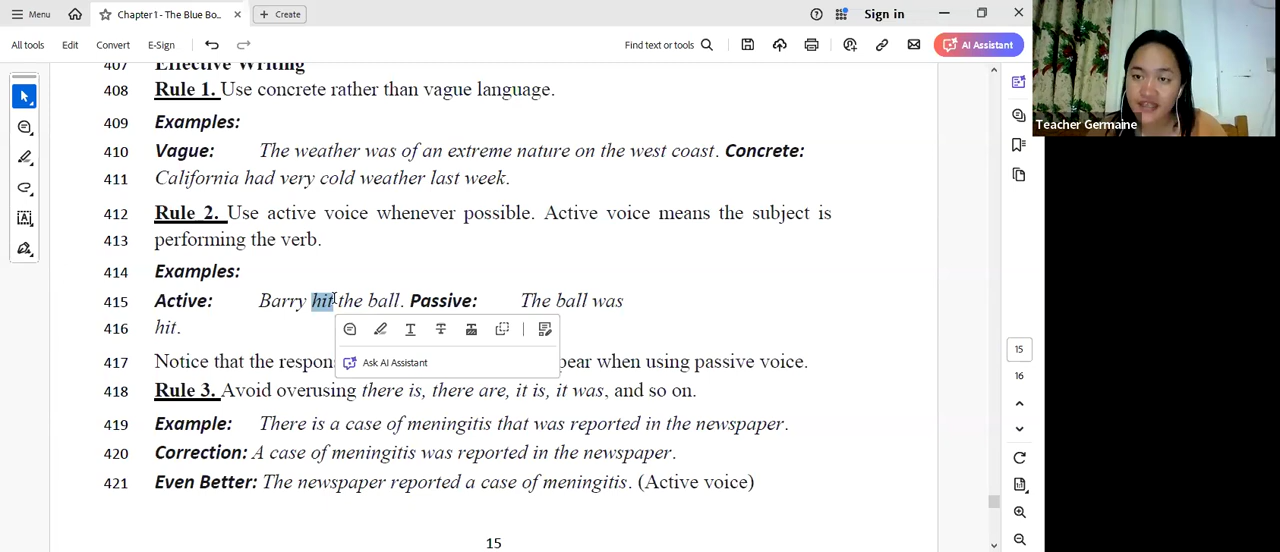 Menu
Chapter1 - The Blue Bo...
Create
Sign in
All tools
Edit
Convert
E-Sign
Find text or tools
AI Assistant
407 Effective Writing
408 Rule 1. Use concrete rather than vague language.
409 Examples:
410 Vague: The weather was of an extreme nature on the west coast. Concrete:
411 California had very cold weather last week.
412 Rule 2. Use active voice whenever possible. Active voice means the subject is
413 performing the verb.
414 Examples:
415 Active: Barry hit the ball. Passive: The ball was
416 hit.
Ask AI Assistant
417 Notice that the respons pear when using passive voice.
418 Rule 3. Avoid overusing there is, there are, it is, it was, and so on.
419 Example: There is a case of meningitis that was reported in the newspaper.
420 Correction: A case of meningitis was reported in the newspaper.
421 Even Better: The newspaper reported a case of meningitis. (Active voice)
15
15
16
Teacher Germaine